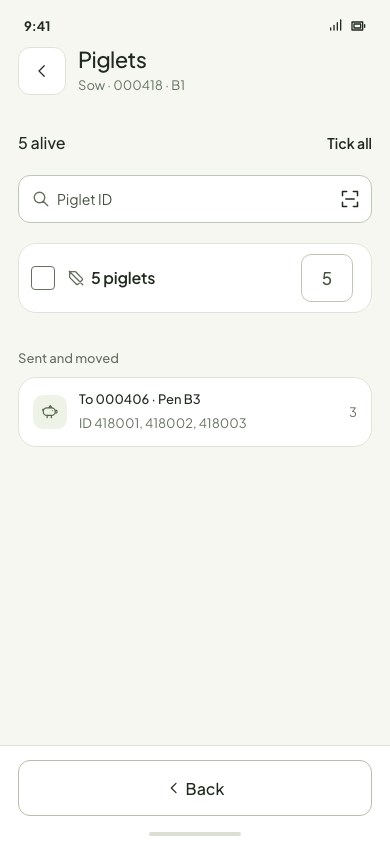 9:41
Piglets
Sow · 000418 · B1
5 alive
Tick all
Piglet ID
5 piglets
5
Sent and moved
To 000406 · Pen B3
ID 418001, 418002, 418003
3
Back